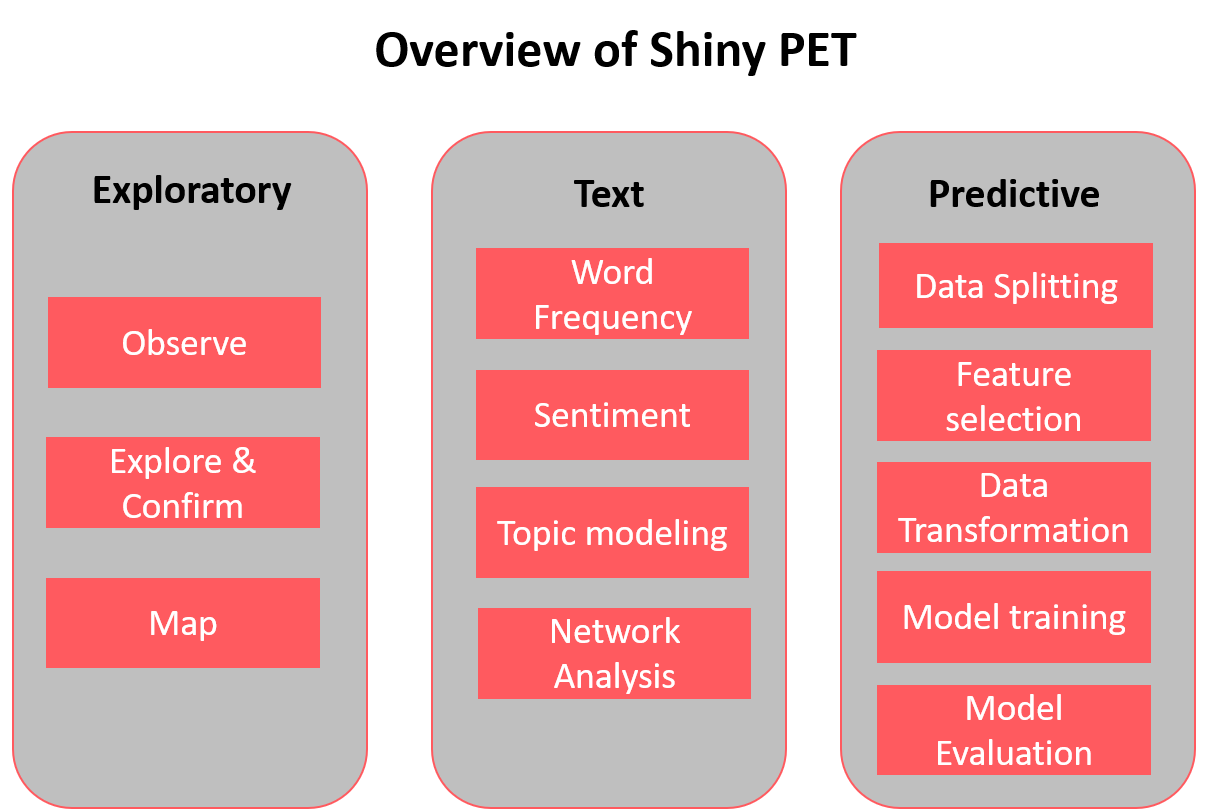 Overview of Shiny PET
Exploratory
Observe
Explore &
Confirm
Map
Text
Word
Frequency
Sentiment
Topic modeling
Network
Analysis
Predictive
Data Splitting
Feature
selection
Data
Transformation
Model training
Model
Evaluation